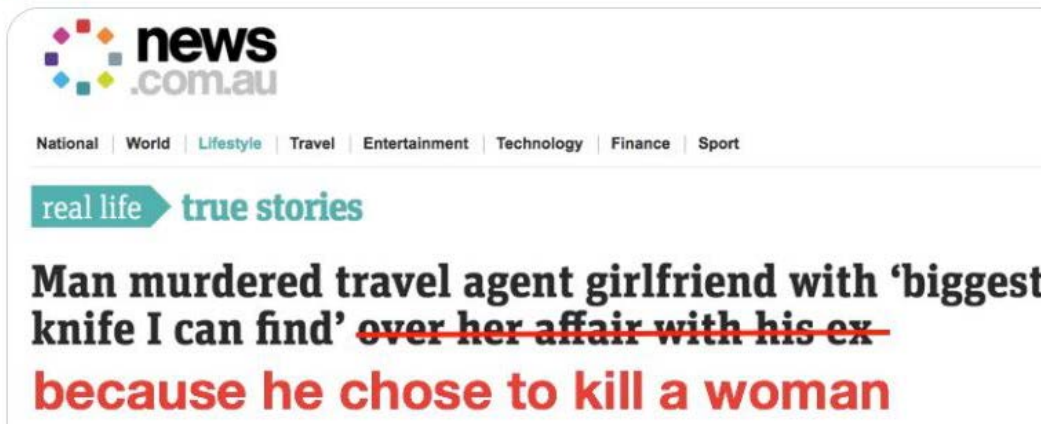 news
.com.au
National World Lifestyle Travel Entertainment Technology Finance Sport
real life true stories
Man murdered travel agent girlfriend with ‘biggest
knife I can find’ over her affair with his ex
because he chose to kill a woman